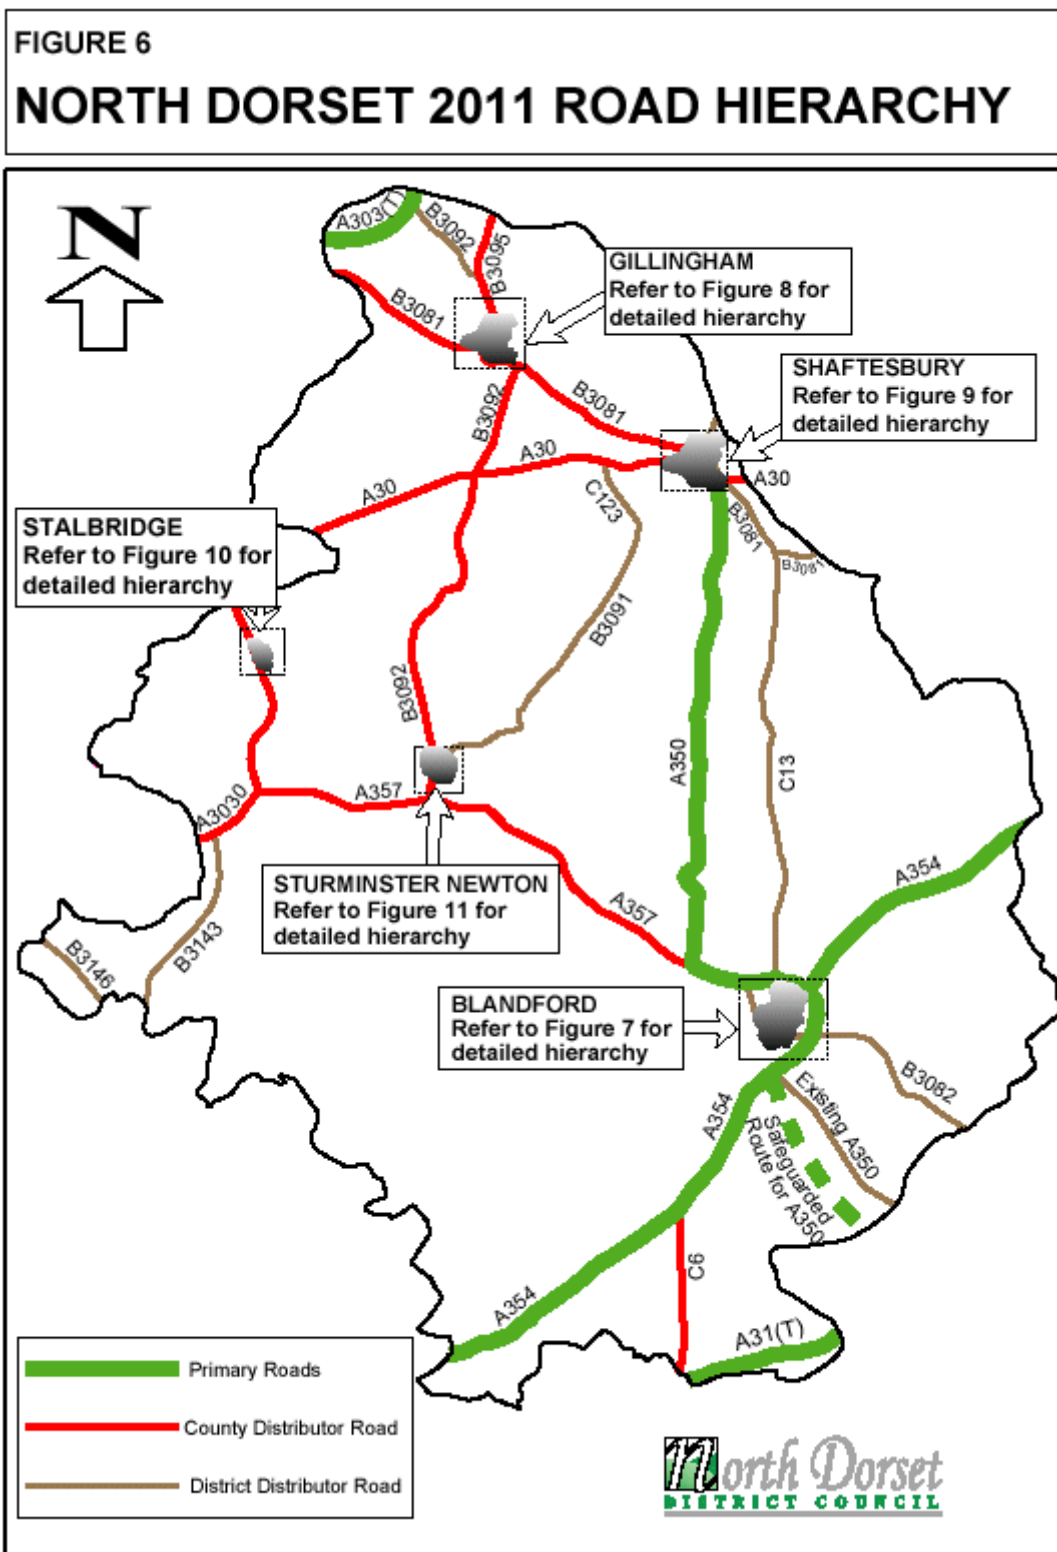 FIGURE 6
NORTH DORSET 2011 ROAD HIERARCHY
N
A303(T)
B3092
B3095
GILLINGHAM
Refer to Figure 8 for
detailed hierarchy
B3081
SHAFTESBURY
Refer to Figure 9 for
detailed hierarchy
B3092
B3081
A30
A30
A30
C123
B3081
B3081
STALBRIDGE
Refer to Figure 10 for
detailed hierarchy
B3091
B3092
A350
C13
A357
A3030
A354
STURMINSTER NEWTON
Refer to Figure 11 for
detailed hierarchy
A357
B3143
B3146
BLANDFORD
Refer to Figure 7 for
detailed hierarchy
B3082
Existing A350
A354
Safeguarded
Route for A350
C6
A354
A31(T)
Primary Roads
County Distributor Road
District Distributor Road
North Dorset
DISTRICT COUNCIL